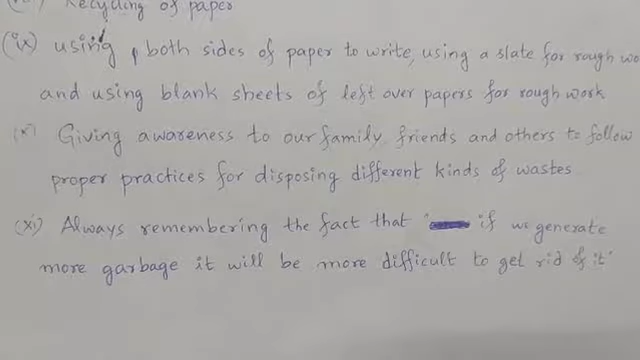 Recycling of paper
(ix) using, both sides of paper to write, using a slate for rough wo
and using blank sheets of left over papers for rough work
(x) Giving awareness to our family, friends and others to follow
proper practices for disposing different kinds of wastes
(xi) Always remembering the fact that ' if we generate
more garbage it will be more difficult to get rid of it'